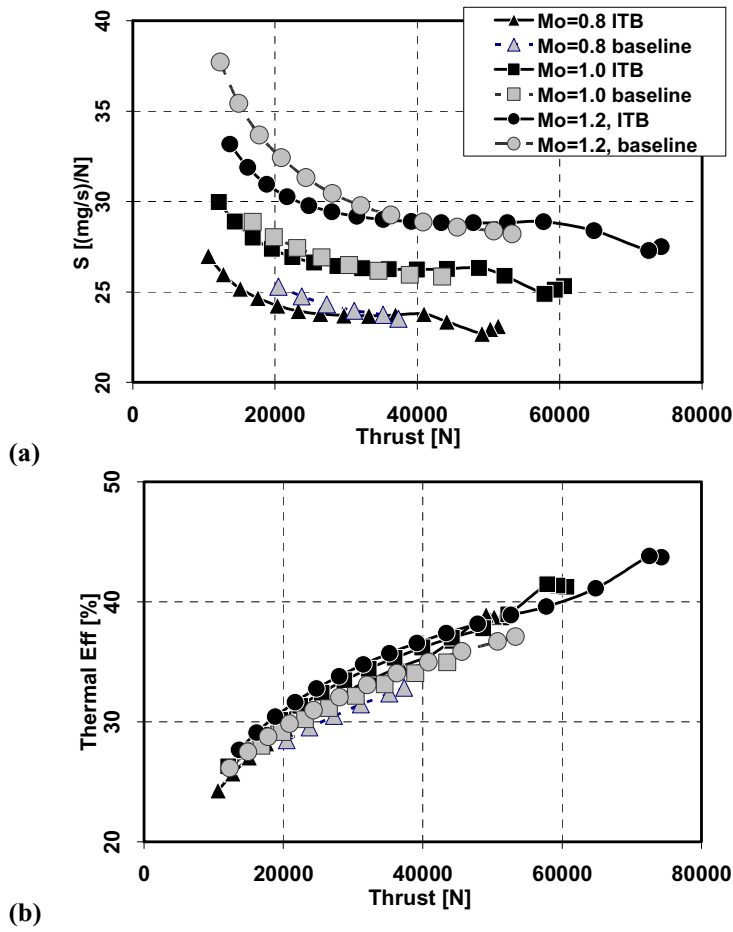 40
35
30
25
20
S [(mg/s)/N]
0
20000
40000
60000
80000
Thrust [N]
Mo=0.8 ITB
Mo=0.8 baseline
Mo=1.0 ITB
Mo=1.0 baseline
Mo=1.2, ITB
Mo=1.2, baseline
(a)
50
40
30
20
Thermal Eff [%]
0
20000
40000
60000
80000
Thrust [N]
(b)